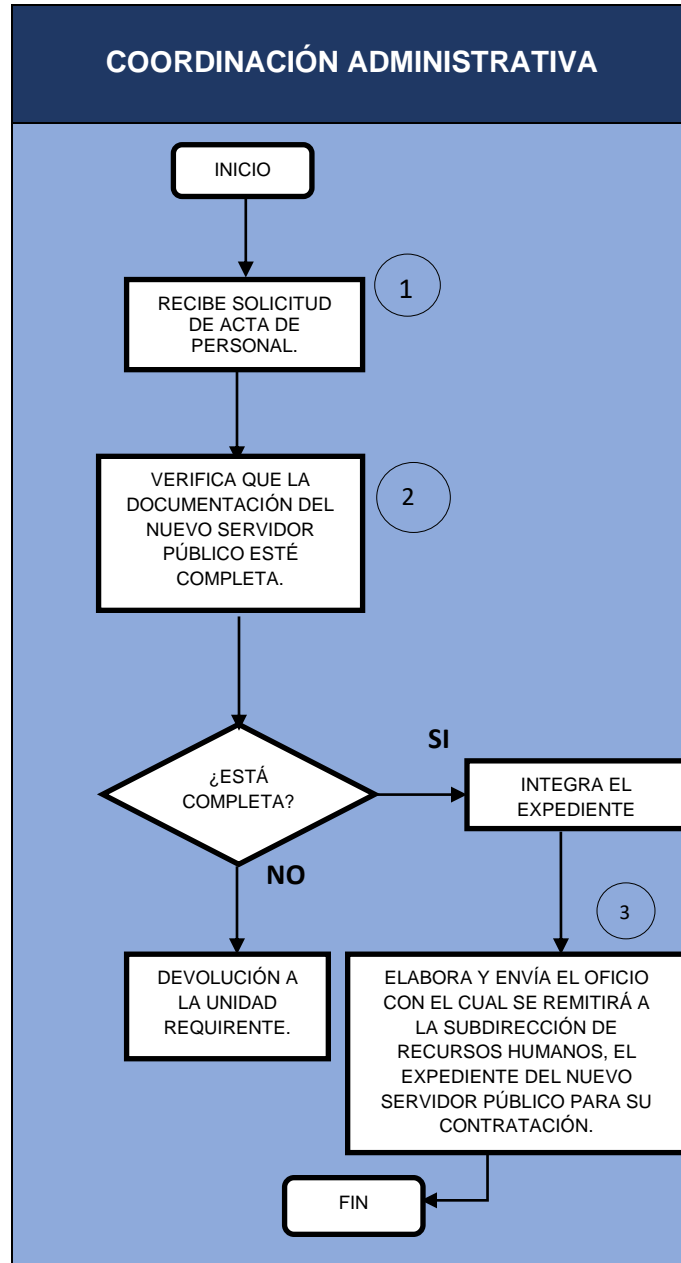 COORDINACIÓN ADMINISTRATIVA
INICIO
RECIBE SOLICITUD
DE ACTA DE
PERSONAL.
1
VERIFICA QUE LA
DOCUMENTACIÓN DEL
NUEVO SERVIDOR
PÚBLICO ESTÉ
COMPLETA.
2
¿ESTÁ
COMPLETA?
SI
INTEGRA EL
EXPEDIENTE
NO
3
DEVOLUCIÓN A
LA UNIDAD
REQUIRENTE.
ELABORA Y ENVÍA EL OFICIO
CON EL CUAL SE REMITIRÁ A
LA SUBDIRECCIÓN DE
RECURSOS HUMANOS, EL
EXPEDIENTE DEL NUEVO
SERVIDOR PÚBLICO PARA SU
CONTRATACIÓN.
FIN